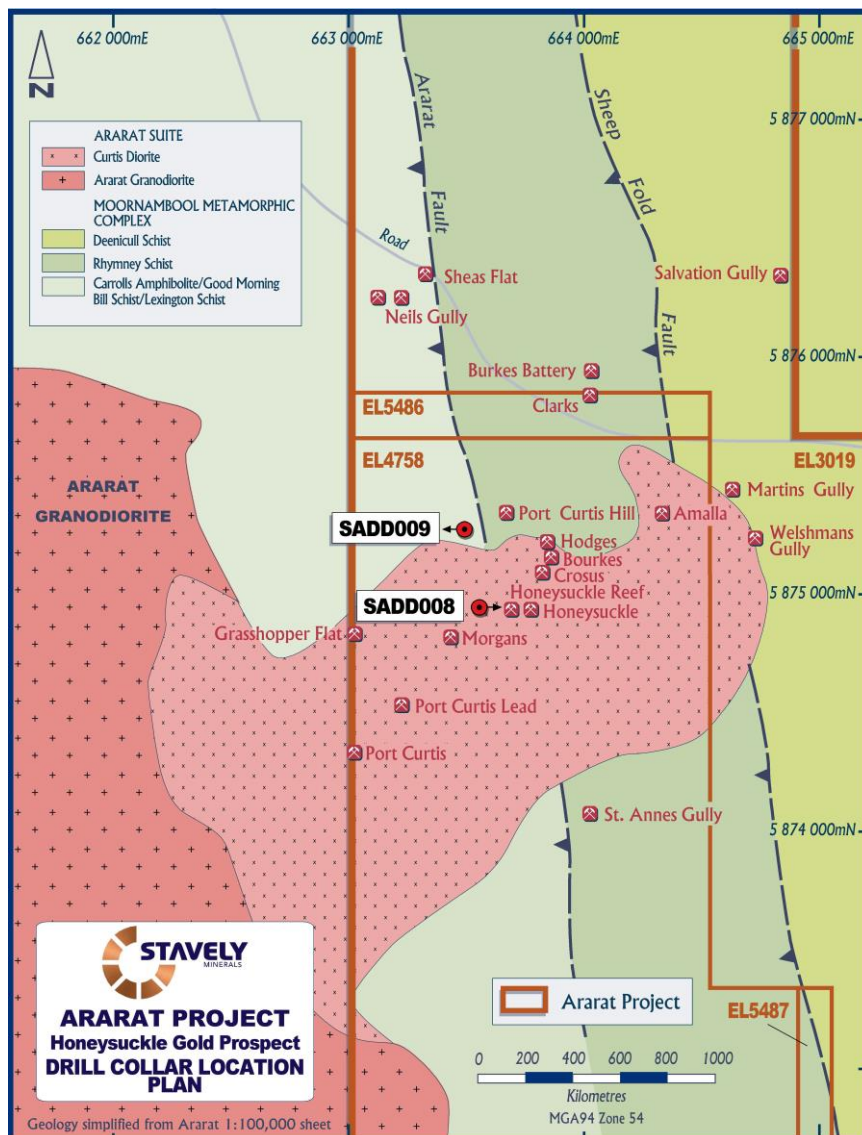 662 000mE
663 000mE
664 000mE
665 000mE
N
5 877 000mN
ARARAT SUITE
Curtis Diorite
Ararat Granodiorite
MOORNAMBOOL METAMORPHIC
COMPLEX
Deenicull Schist
Rhymney Schist
Carrolls Amphibolite/Good Morning
Bill Schist/Lexington Schist
Ararat
Fault
Sheep
Fold
Fault
Road
Sheas Flat
Salvation Gully
Neils Gully
5 876 000mN
Burkes Battery
Clarks
EL5486
EL4758
EL3019
ARARAT
GRANODIORITE
Martins Gully
Port Curtis Hill
Amalla
SADD009
Welshmans
Gully
Hodges
Bourkes
Crosus
5 875 000mN
Honeysuckle Reef
SADD008
Honeysuckle
Grasshopper Flat
Morgans
Port Curtis Lead
Port Curtis
St. Annes Gully
5 874 000mN
STAVELY
MINERALS
ARARAT PROJECT
Honeysuckle Gold Prospect
DRILL COLLAR LOCATION
PLAN
Ararat Project
EL5487
0 200 400 600 800 1000
Kilometres
MGA94 Zone 54
Geology simplified from Ararat 1:100,000 sheet